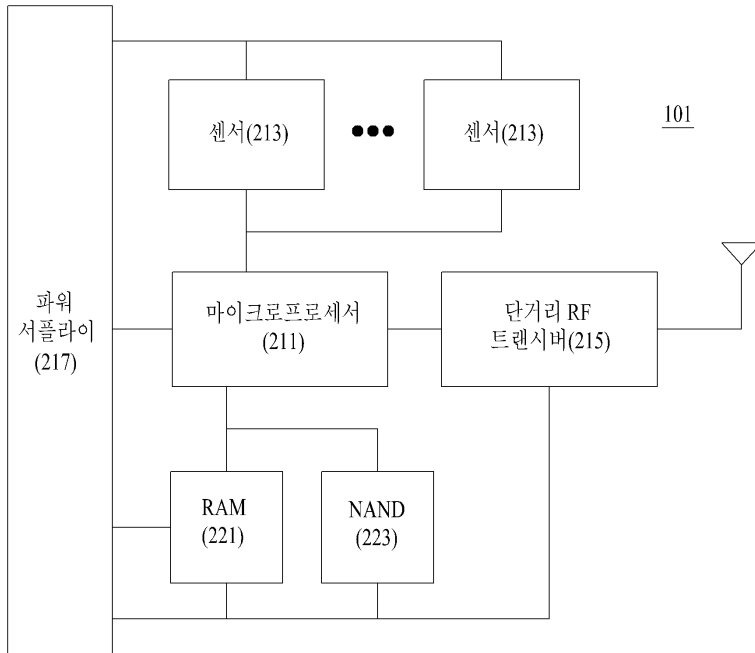 센서(213)
센서(213)
101
파워
서플라이
(217)
마이크로프로세서
(211)
단거리 RF
트랜시버(215)
RAM
(221)
NAND
(223)